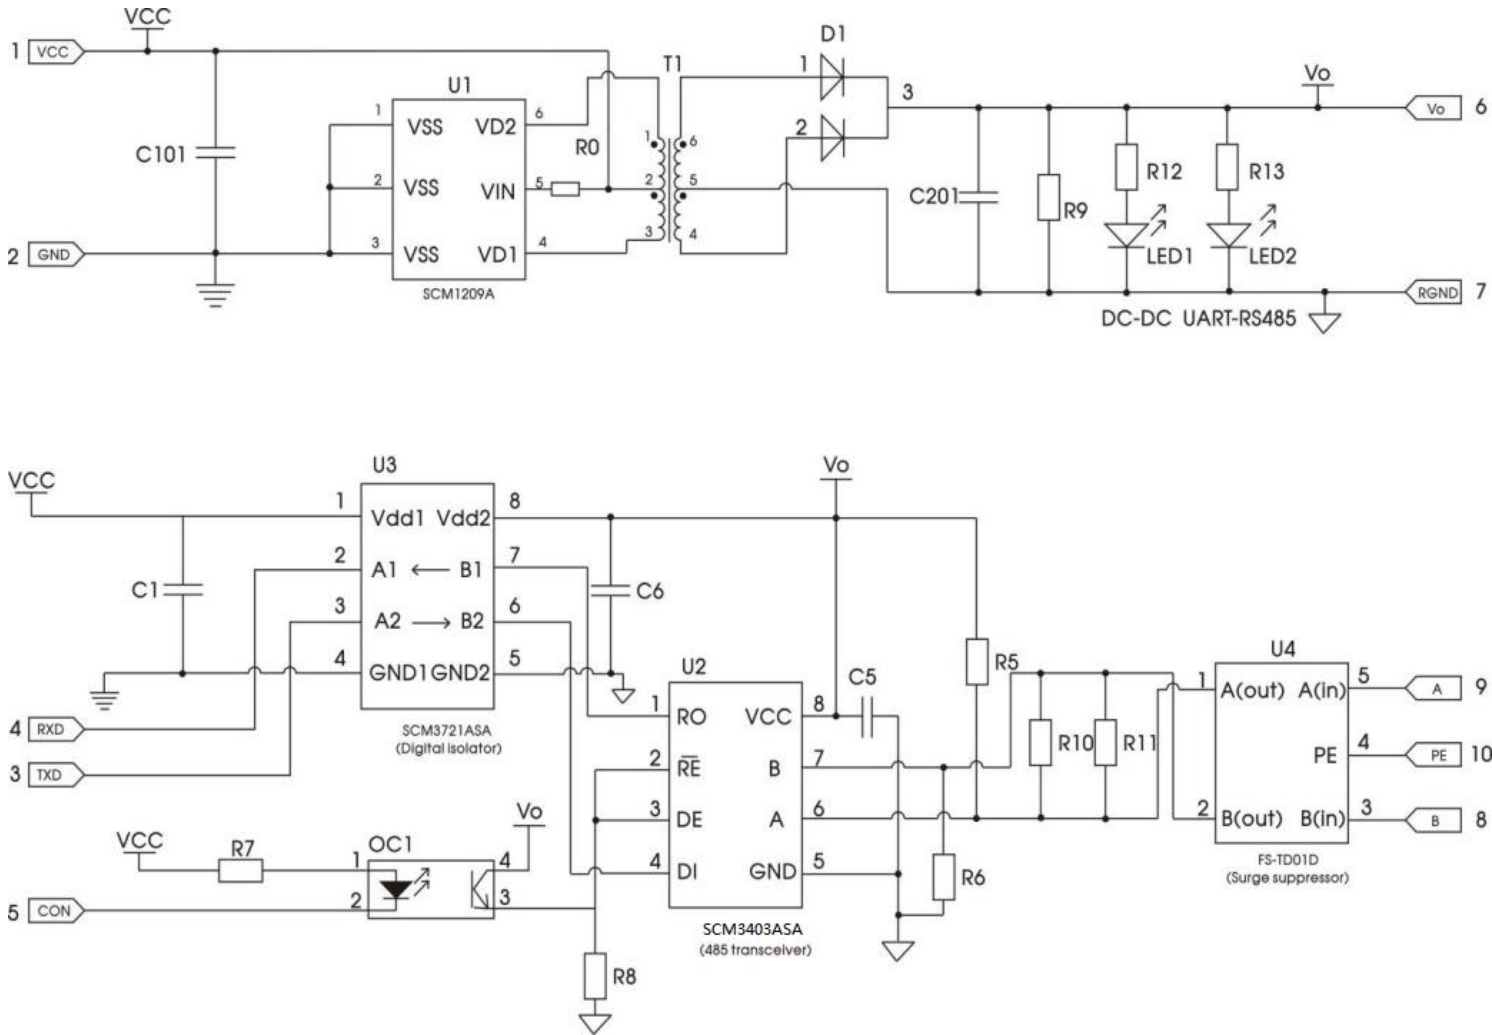 VCC
1 VCC
C101
2 GND
U1
1 VSS VD2 6
2 VSS VIN 5
3 VSS VD1 4
SCM1209A
R0
T1
1 6
2 5
3 4
D1
1
2
3
Vo
Vo 6
C201
R9
R12
R13
LED1
LED2
RGND 7
DC-DC UART-RS485
VCC
C1
U3
1 Vdd1 Vdd2 8
2 A1 B1 7
3 A2 B2 6
4 GND1 GND2 5
SCM3721ASA
(Digital isolator)
C6
Vo
4 RXD
3 TXD
VCC
R7
5 CON
OC1
1 4
2 3
Vo
R8
U2
1 RO VCC 8
2 RE B 7
3 DE A 6
4 DI GND 5
SCM3403ASA
(485 transceiver)
C5
R5
R6
R10
R11
U4
1 A(out) A(in) 5
PE 4
2 B(out) B(in) 3
FS-TD01D
(Surge suppressor)
A 9
PE 10
B 8